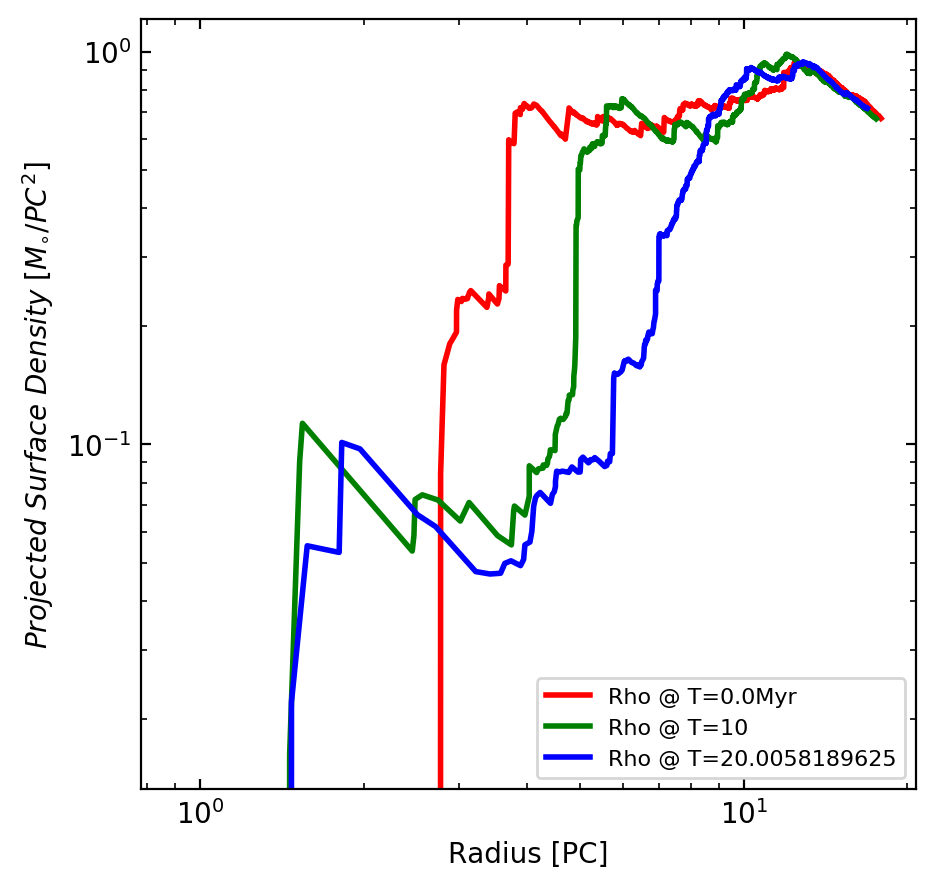 10⁰
10⁻¹
Projected Surface Density [M∘/PC²]
10⁰
10¹
Radius [PC]
Rho @ T=0.0Myr
Rho @ T=10
Rho @ T=20.0058189625